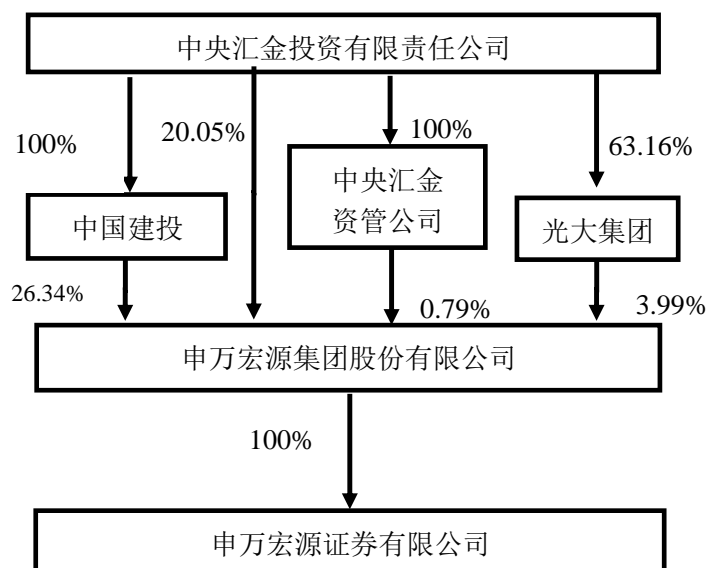 中央汇金投资有限责任公司
100%
20.05%
100%
63.16%
中国建投
中央汇金
资管公司
光大集团
26.34%
0.79%
3.99%
申万宏源集团股份有限公司
100%
申万宏源证券有限公司